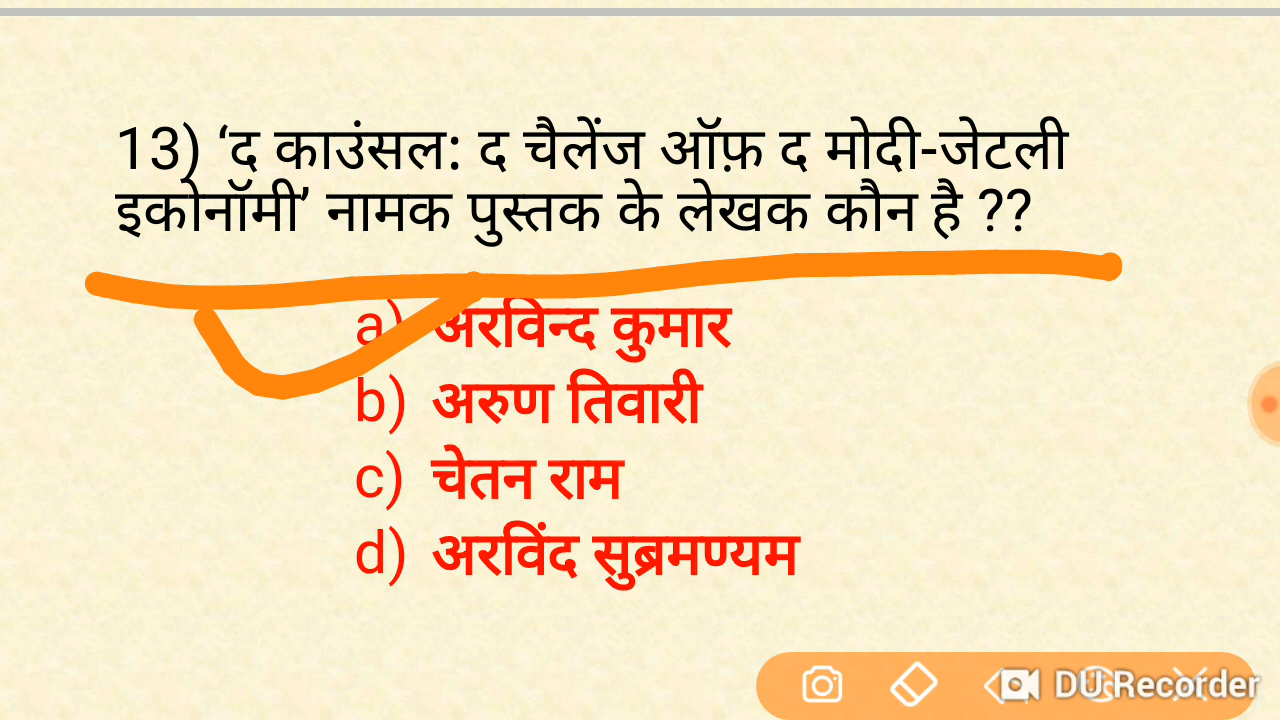 13) ‘द काउंसल: द चैलेंज ऑफ़ द मोदी-जेटली
इकोनॉमी’ नामक पुस्तक के लेखक कौन है ??
a) अरविन्द कुमार
b) अरुण तिवारी
c) चेतन राम
d) अरविंद सुब्रमण्यम
DU Recorder